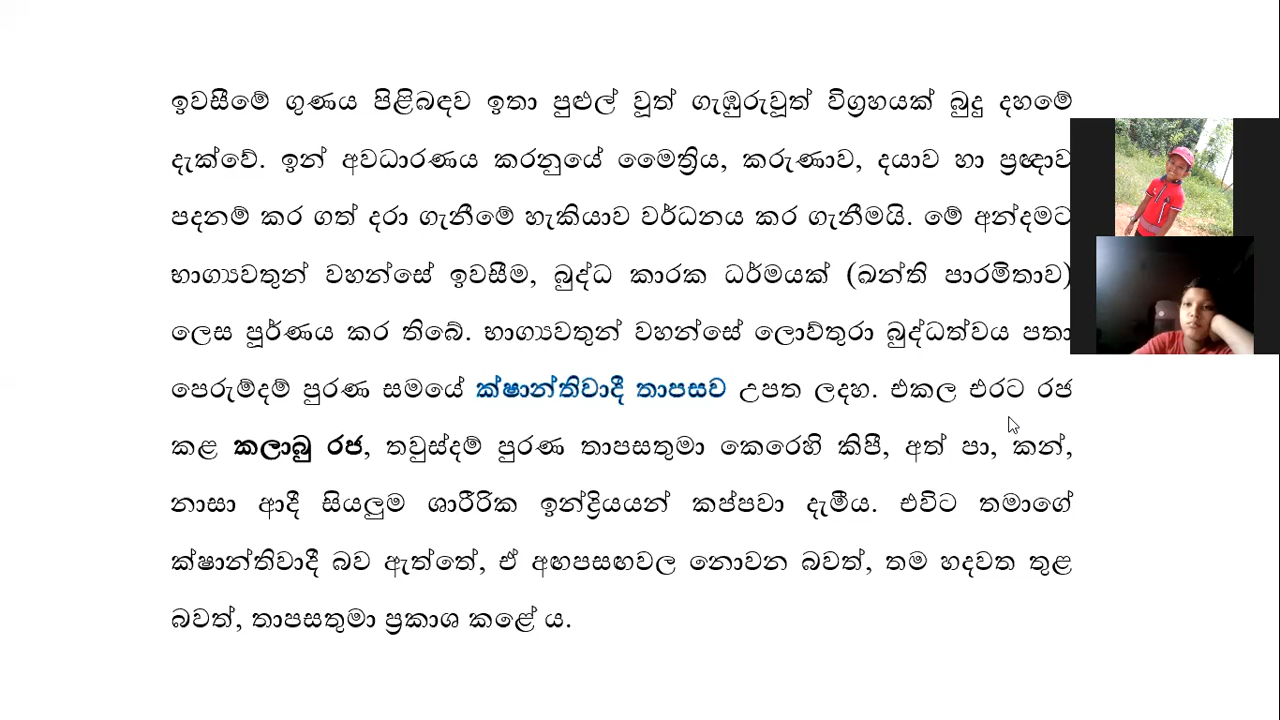 ඉවසීමේ ගුණය පිළිබඳව ඉතා පුළුල් වූත් ගැඹුරුවූත් විග්‍රහයක් බුදු දහමේ
දැක්වේ. ඉන් අවධාරණය කරනුයේ මෛත්‍රිය, කරුණාව, දයාව හා ප්‍රඥාව
පදනම් කර ගත් දරා ගැනීමේ හැකියාව වර්ධනය කර ගැනීමයි. මේ අන්දමට
භාග්‍යවතුන් වහන්සේ ඉවසීම, බුද්ධ කාරක ධර්මයක් (ඛන්ති පාරමිතාව)
ලෙස පූර්ණය කර තිබේ. භාග්‍යවතුන් වහන්සේ ලොව්තුරා බුද්ධත්වය පතා
පෙරුම්දම් පුරණ සමයේ ක්ෂාන්තිවාදී තාපසව උපත ලදහ. එකල එරට රජ
කළ කලාබු රජ, තවුස්දම් පුරණ තාපසතුමා කෙරෙහි කිපී, අත් පා, කන්,
නාසා ආදී සියලුම ශාරීරික ඉන්ද්‍රියයන් කප්පවා දැමීය. එවිට තමාගේ
ක්ෂාන්තිවාදී බව ඇත්තේ, ඒ අඟපසඟවල නොවන බවත්, තම හදවත තුළ
බවත්, තාපසතුමා ප්‍රකාශ කළේ ය.